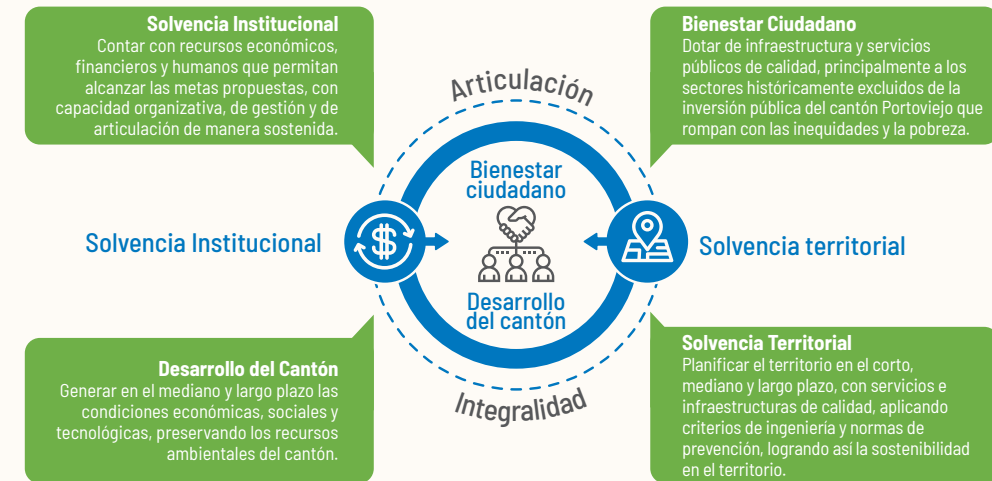 Solvencia Institucional
Contar con recursos económicos,
financieros y humanos que permitan
alcanzar las metas propuestas, con
capacidad organizativa, de gestión y de
articulación de manera sostenida.
Bienestar Ciudadano
Dotar de infraestructura y servicios
públicos de calidad, principalmente a los
sectores históricamente excluidos de la
inversión pública del cantón Portoviejo que
rompan con las inequidades y la pobreza.
Articulación
Bienestar
ciudadano
Solvencia Institucional
$
Solvencia territorial
Desarrollo
del cantón
Integralidad
Desarrollo del Cantón
Generar en el mediano y largo plazo las
condiciones económicas, sociales y
tecnológicas, preservando los recursos
ambientales del cantón.
Solvencia Territorial
Planificar el territorio en el corto,
mediano y largo plazo, con servicios e
infraestructuras de calidad, aplicando
criterios de ingeniería y normas de
prevención, logrando así la sostenibilidad
en el territorio.